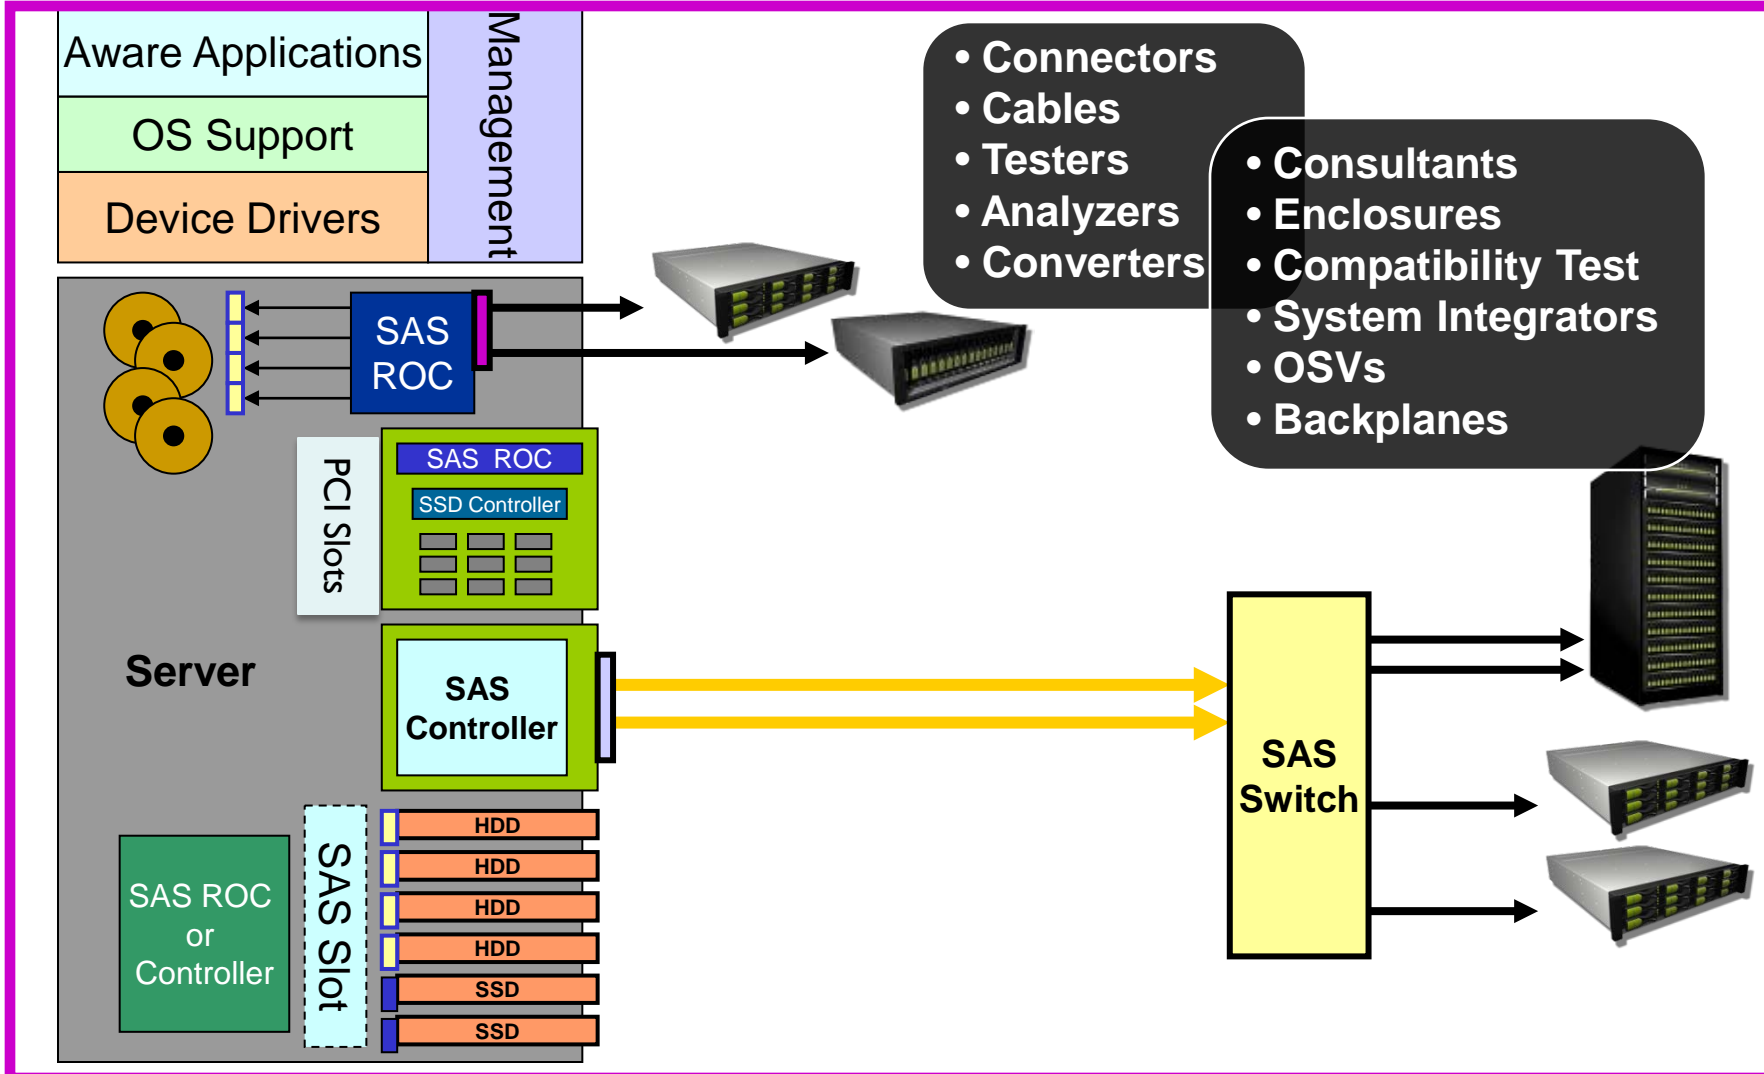 Aware Applications
OS Support
Device Drivers
Management
• Connectors
• Cables
• Testers
• Analyzers
• Converters
• Consultants
• Enclosures
• Compatibility Test
• System Integrators
• OSVs
• Backplanes
SAS
ROC
PCI Slots
SAS ROC
SSD Controller
Server
SAS
Controller
SAS
Switch
SAS ROC
or
Controller
SAS Slot
HDD
HDD
HDD
HDD
SSD
SSD